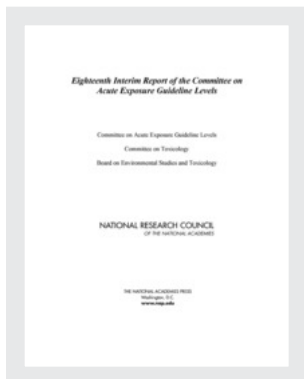 Eighteenth Interim Report of the Committee on
Acute Exposure Guideline Levels
Committee on Acute Exposure Guideline Levels
Committee on Toxicology
Board on Environmental Studies and Toxicology
NATIONAL RESEARCH COUNCIL
OF THE NATIONAL ACADEMIES
THE NATIONAL ACADEMIES PRESS
Washington, D.C.
www.nap.edu